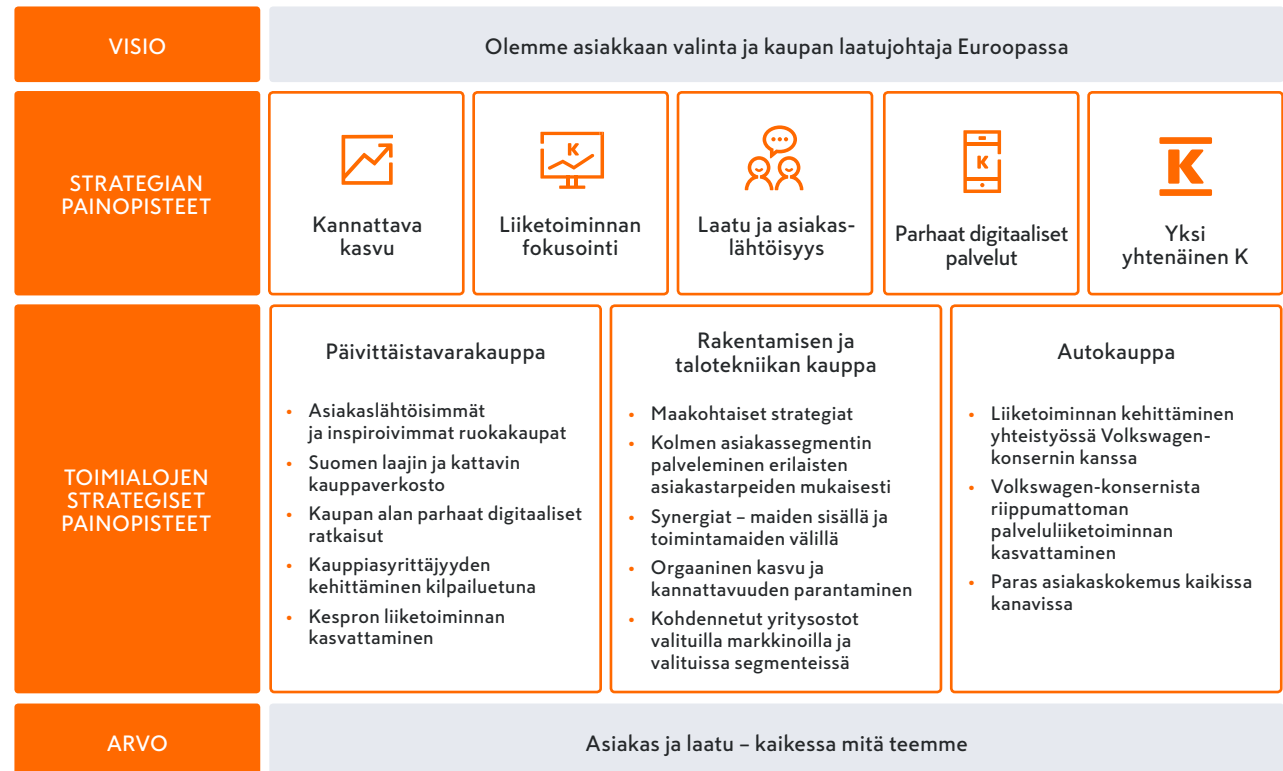 VISIO
Olemme asiakkaan valinta ja kaupan laatujohtaja Euroopassa
STRATEGIAN
PAINOPISTEET
K
Kannattava
kasvu
Liiketoiminnan
fokusointi
Laatu ja asiakas-
lähtöisyys
K
Parhaat digitaaliset
palvelut
K
Yksi
yhtenäinen K
TOIMIALOJEN
STRATEGISET
PAINOPISTEET
Päivittäistavarakauppa
• Asiakaslähtöisimmät
ja inspiroivimmat ruokakaupat
• Suomen laajin ja kattavin
kauppaverkosto
• Kaupan alan parhaat digitaaliset
ratkaisut
• Kauppiasyrittäjyyden
kehittäminen kilpailuetuna
• Kespron liiketoiminnan
kasvattaminen
Rakentamisen ja
talotekniikan kauppa
• Maakohtaiset strategiat
• Kolmen asiakassegmentin
palveleminen erilaisten
asiakastarpeiden mukaisesti
• Synergiat – maiden sisällä ja
toimintamaiden välillä
• Orgaaninen kasvu ja
kannattavuuden parantaminen
• Kohdennetut yritysostot
valituilla markkinoilla ja
valituissa segmenteissä
Autokauppa
• Liiketoiminnan kehittäminen
yhteistyössä Volkswagen-
konsernin kanssa
• Volkswagen-konsernista
riippumattoman
palveluliiketoiminnan
kasvattaminen
• Paras asiakaskokemus kaikissa
kanavissa
ARVO
Asiakas ja laatu – kaikessa mitä teemme